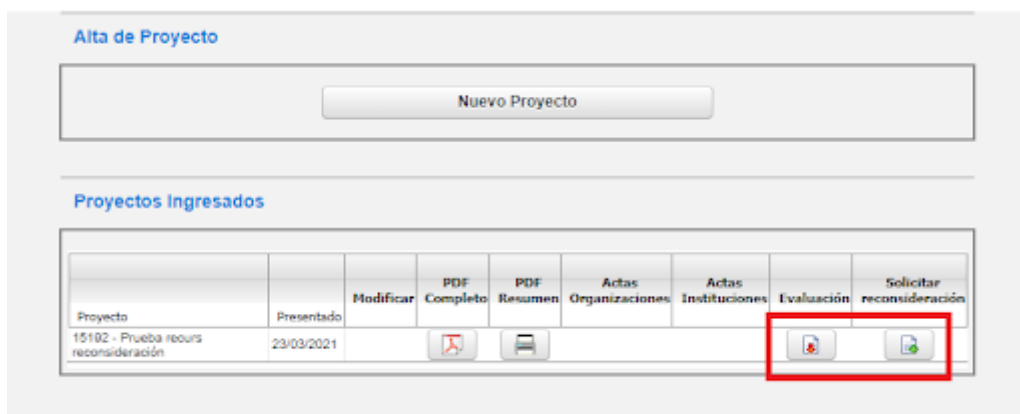 Alta de Proyecto
Nuevo Proyecto
Proyectos Ingresados
Proyecto Presentado Modificar PDF Completo PDF Resumen Actas Organizaciones Actas Instituciones Evaluación Solicitar reconsideración
15192 - Prueba recurs reconsideración 23/03/2021